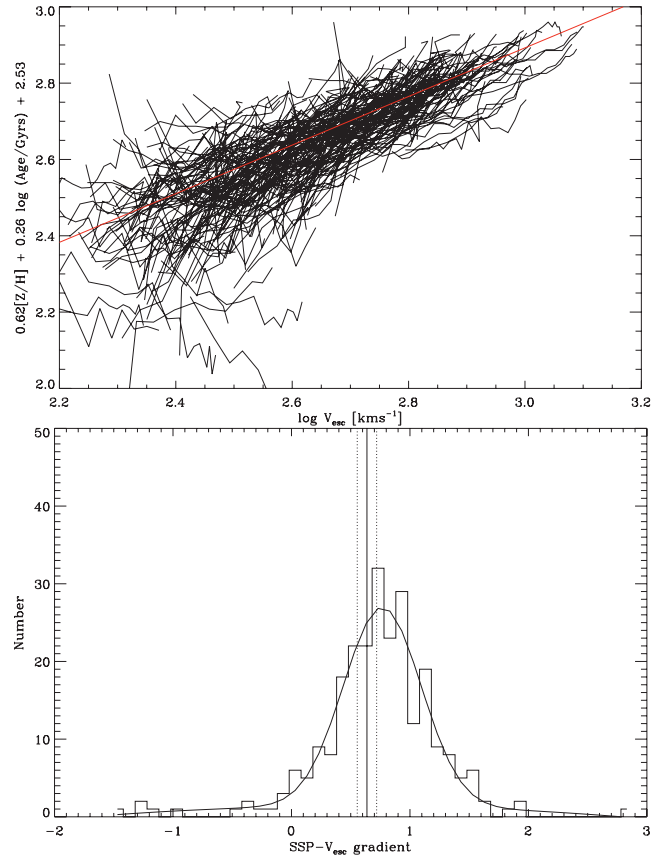 3.0
2.8
2.6
2.4
2.2
2.0
0.62[Z/H] + 0.26 log (Age/Gyrs) + 2.53
2.2 2.4 2.6 2.8 3.0 3.2
log V_esc [kms⁻¹]
50
40
30
20
10
0
Number
-2 -1 0 1 2 3
SSP-V_esc gradient